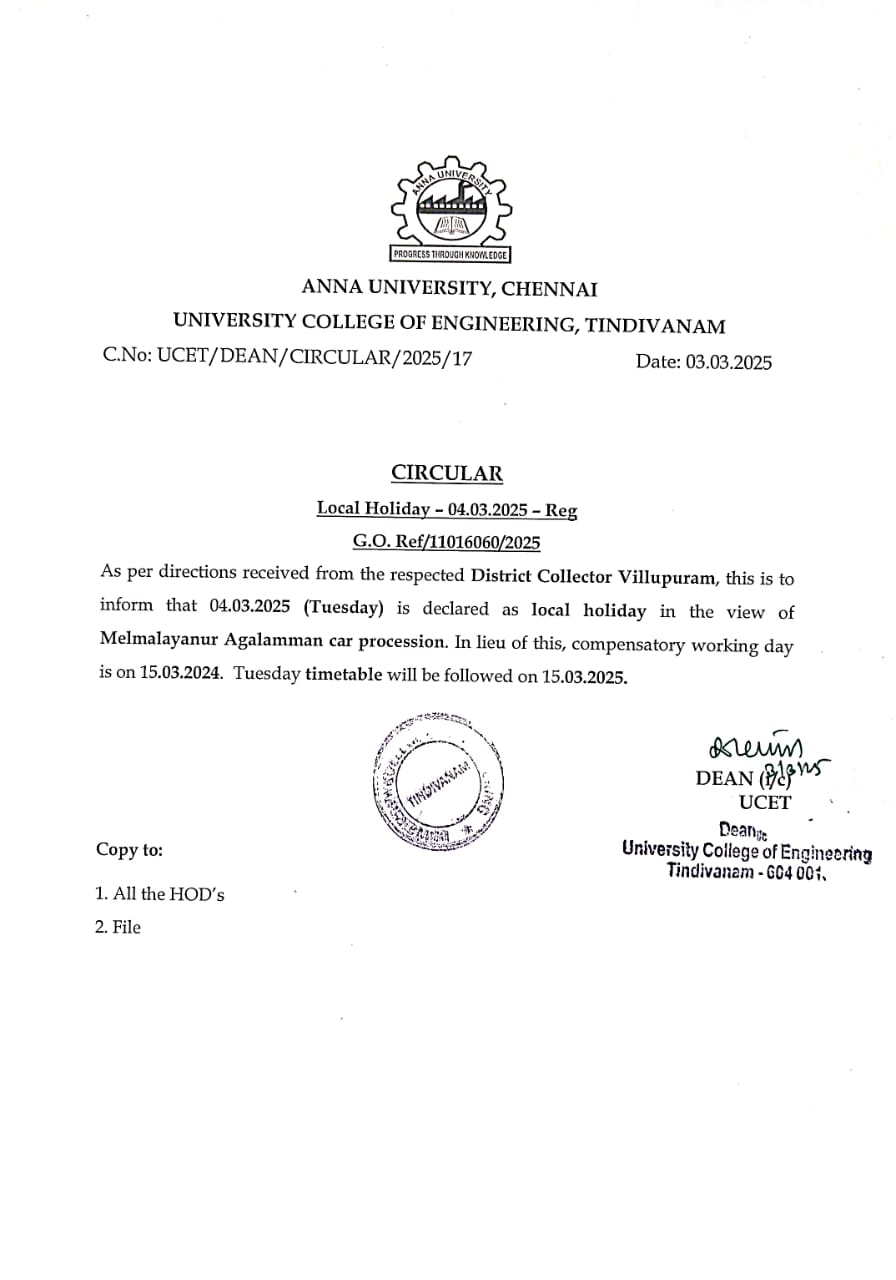 ANNA UNIVERSITY
PROGRESS THROUGH KNOWLEDGE
ANNA UNIVERSITY, CHENNAI
UNIVERSITY COLLEGE OF ENGINEERING, TINDIVANAM
C.No: UCET/DEAN/CIRCULAR/2025/17 Date: 03.03.2025
CIRCULAR
Local Holiday – 04.03.2025 – Reg
G.O. Ref/11016060/2025
As per directions received from the respected District Collector Villupuram, this is to
inform that 04.03.2025 (Tuesday) is declared as local holiday in the view of
Melmalayanur Agalamman car procession. In lieu of this, compensatory working day
is on 15.03.2024. Tuesday timetable will be followed on 15.03.2025.
TINDIVANAM
DEAN
UCET
Dean
University College of Engineering
Tindivanam - 604 001.
Copy to:
1. All the HOD's
2. File